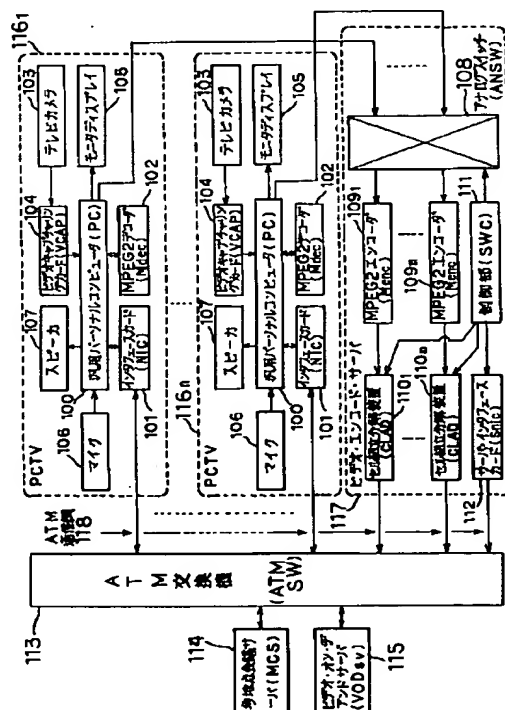 116₁
PCTV
103
テレビカメラ
105
モニタディスプレイ
104
ビデオキャプチャリングカード(VCAP)
汎用パーソナルコンピュータ(PC)
102
MPEG2デコーダ
(Mdec)
107
スピーカ
100
インタフェースカード(NIC)
101
106
マイク
116n
PCTV
103
テレビカメラ
105
モニタディスプレイ
104
ビデオキャプチャリングカード(VCAP)
汎用パーソナルコンピュータ(PC)
102
MPEG2デコーダ
(Mdec)
107
スピーカ
100
インタフェースカード(NIC)
101
106
マイク
アナログスイッチ
(ANSW)
108
109₁
MPEG2エンコーダ
(Menc)
MPEG2エンコーダ
(Menc)
109m
111
制御部(SWC)
セル組立分解装置
(CLAD)
110₁
セル組立分解装置
(CLAD)
110m
サーバインタフェース
カード(SNIC)
112
ビデオ・エンコード・サーバ
117
ATM
通信網
118
ATM交換機
(ATM SW)
113
多地点会議サ
ーバ(MCS)
114
ビデオ・オン・デ
マンドサーバ
(VODsv)
115